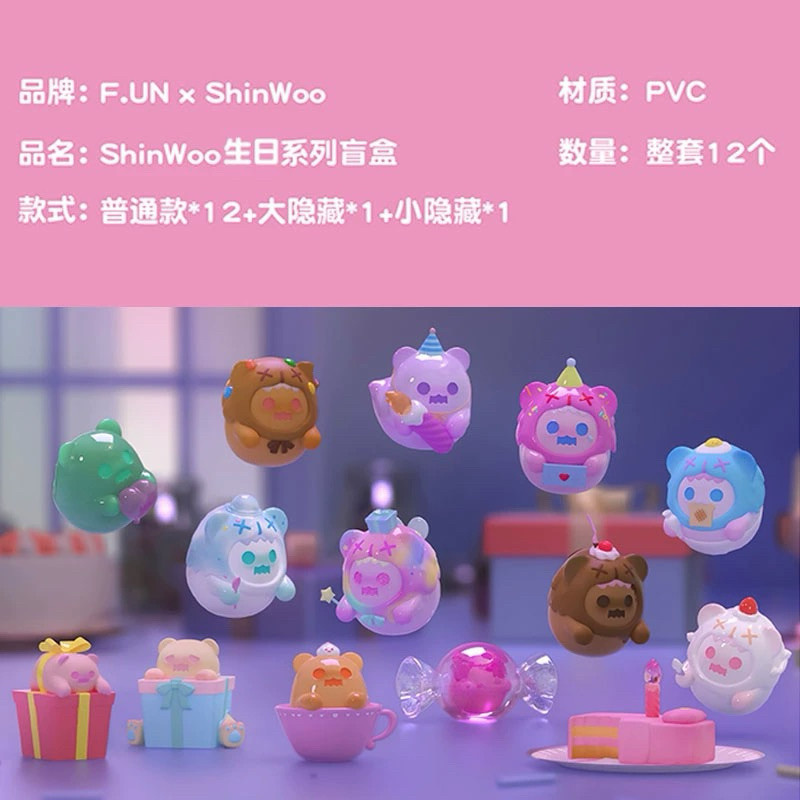 品牌：F.UN x ShinWoo
材质：PVC
品名：ShinWoo生日系列盲盒
数量：整套12个
款式：普通款*12+大隐藏*1+小隐藏*1